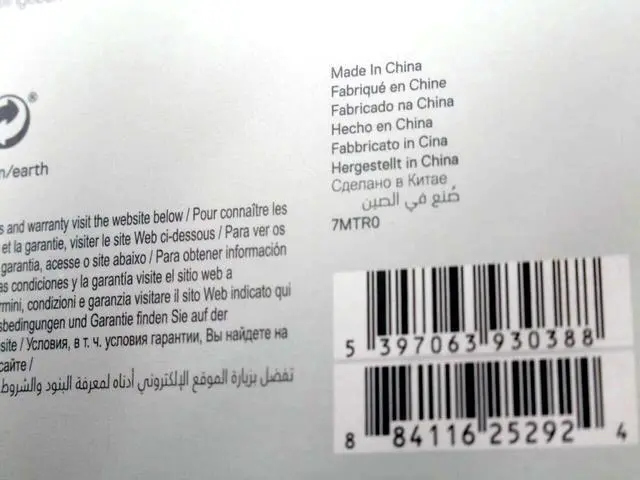 ®
/earth
Made In China
Fabriqué en Chine
Fabricado na China
Hecho en China
Fabbricato in Cina
Hergestellt in China
Сделано в Китае
صُنع في الصين
7MTR0
and warranty visit the website below / Pour connaître les
et la garantie, visiter le site Web ci-dessous / Para ver os
garantia, acesse o site abaixo / Para obtener información
condiciones y la garantía visite el sitio web a
condizioni e garanzia visitare il sito Web indicato qui
und Garantie finden Sie auf der
/ Условия, в т. ч. условия гарантии, Вы найдете на
сайте /
تفضل بزيارة الموقع الإلكتروني أدناه لمعرفة البنود والشروط
5 397063 930388
8 84116 25292 4